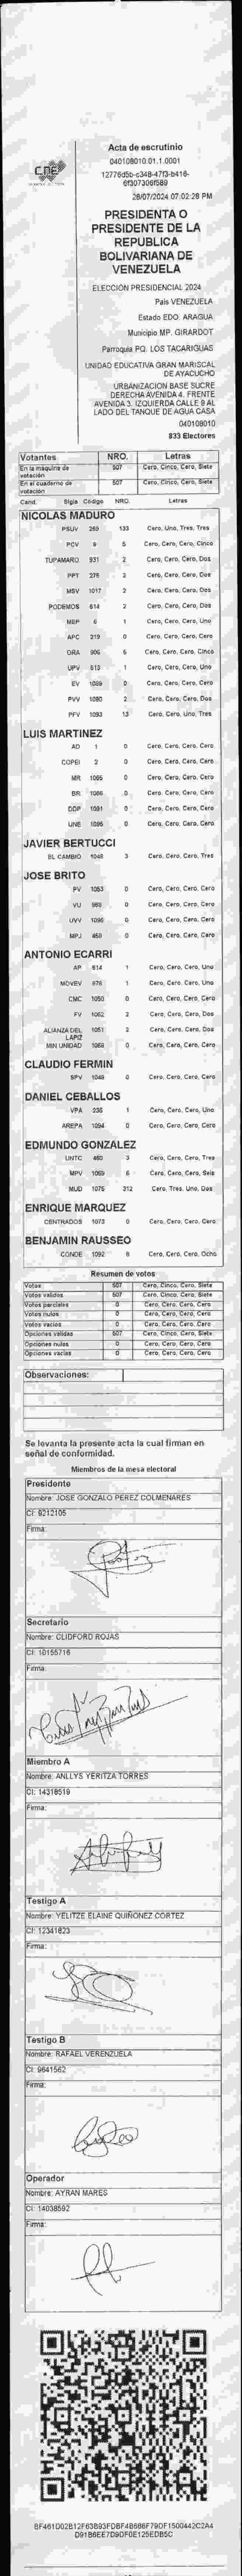 CNE
Acta de escrutinio
040108010.01.1.0001
28/07/2024 07:02:28 PM
PRESIDENTA O
PRESIDENTE DE LA
REPUBLICA
BOLIVARIANA DE
VENEZUELA
ELECCIÓN PRESIDENCIAL 2024
Pais VENEZUELA
Estado EDO. ARAGUA
Municipio MP. GIRARDOT
Parroquia PQ. LOS TACARIGUAS
UNIDAD EDUCATIVA GRAN MARISCAL
DE AYACUCHO
URBANIZACION BASE SUCRE
DERECHA AVENIDA 4. FRENTE
AVENIDA 3. IZQUIERDA CALLE 9 AL
LADO DEL TANQUE DE AGUA CASA
040108010
833 Electores
Votantes NRO. Letras
En la máquina de votación 507 Cero, Cinco, Cero, Siete
En el cuaderno de votación 507 Cero, Cinco, Cero, Siete
Cand. Sigla Código NRO. Letras
NICOLAS MADURO
PSUV 250 133 Cero, Uno, Tres, Tres
PCV 9 5 Cero, Cero, Cero, Cinco
TUPAMARO 931 2 Cero, Cero, Cero, Dos
PPT 275 2 Cero, Cero, Cero, Dos
MSV 1017 2 Cero, Cero, Cero, Dos
PODEMOS 614 2 Cero, Cero, Cero, Dos
MEP 6 1 Cero, Cero, Cero, Uno
APC 219 0 Cero, Cero, Cero, Cero
ORA 906 5 Cero, Cero, Cero, Cinco
UPV 513 1 Cero, Cero, Cero, Uno
EV 1089 0 Cero, Cero, Cero, Cero
PVV 1090 2 Cero, Cero, Cero, Dos
PFV 1093 13 Cero, Cero, Uno, Tres
LUIS MARTINEZ
AD 1 0 Cero, Cero, Cero, Cero
COPEI 2 0 Cero, Cero, Cero, Cero
MR 1065 0 Cero, Cero, Cero, Cero
BR 1086 0 Cero, Cero, Cero, Cero
DDP 1091 0 Cero, Cero, Cero, Cero
UNE 1095 0 Cero, Cero, Cero, Cero
JAVIER BERTUCCI
EL CAMBIO 1048 3 Cero, Cero, Cero, Tres
JOSE BRITO
PV 1053 0 Cero, Cero, Cero, Cero
VU 980 0 Cero, Cero, Cero, Cero
UVV 1096 0 Cero, Cero, Cero, Cero
MPJ 459 0 Cero, Cero, Cero, Cero
ANTONIO ECARRI
AP 814 1 Cero, Cero, Cero, Uno
MOVEV 978 1 Cero, Cero, Cero, Uno
CMC 1050 0 Cero, Cero, Cero, Cero
FV 1062 2 Cero, Cero, Cero, Dos
ALIANZA DEL LAPIZ 1051 2 Cero, Cero, Cero, Dos
MIN UNIDAD 1068 0 Cero, Cero, Cero, Cero
CLAUDIO FERMIN
SPV 1049 0 Cero, Cero, Cero, Cero
DANIEL CEBALLOS
VPA 235 1 Cero, Cero, Cero, Uno
AREPA 1094 0 Cero, Cero, Cero, Cero
EDMUNDO GONZALEZ
UNTC 460 3 Cero, Cero, Cero, Tres
MPV 1069 6 Cero, Cero, Cero, Seis
MUD 1075 312 Cero, Tres, Uno, Dos
ENRIQUE MARQUEZ
CENTRADOS 1073 0 Cero, Cero, Cero, Cero
BENJAMIN RAUSSEO
CONDE 1092 8 Cero, Cero, Cero, Ocho
Resumen de votos
Votos 507 Cero, Cinco, Cero, Siete
Votos validos 507 Cero, Cinco, Cero, Siete
Votos parciales 0 Cero, Cero, Cero, Cero
Votos nulos 0 Cero, Cero, Cero, Cero
Votos vacios 0 Cero, Cero, Cero, Cero
Opciones validas 507 Cero, Cinco, Cero, Siete
Opciones nulas 0 Cero, Cero, Cero, Cero
Opciones vacias 0 Cero, Cero, Cero, Cero
Observaciones:
Se levanta la presente acta la cual firman en
señal de conformidad.
Miembros de la mesa electoral
Presidente
Nombre: JOSE GONZALO PEREZ COLMENARES
CI: 9212105
Firma:
Secretario
Nombre: CLIDFORD ROJAS
CI: 10155716
Firma:
Miembro A
Nombre: ANLLYS YERITZA TORRES
CI: 14318519
Firma:
Testigo A
Nombre: YELITZE ELAINE QUIÑONEZ CORTEZ
CI: 12341823
Firma:
Testigo B
Nombre: RAFAEL VERENZUELA
CI: 9641562
Firma:
Operador
Nombre: AYRAN MARES
CI: 14038592
Firma: